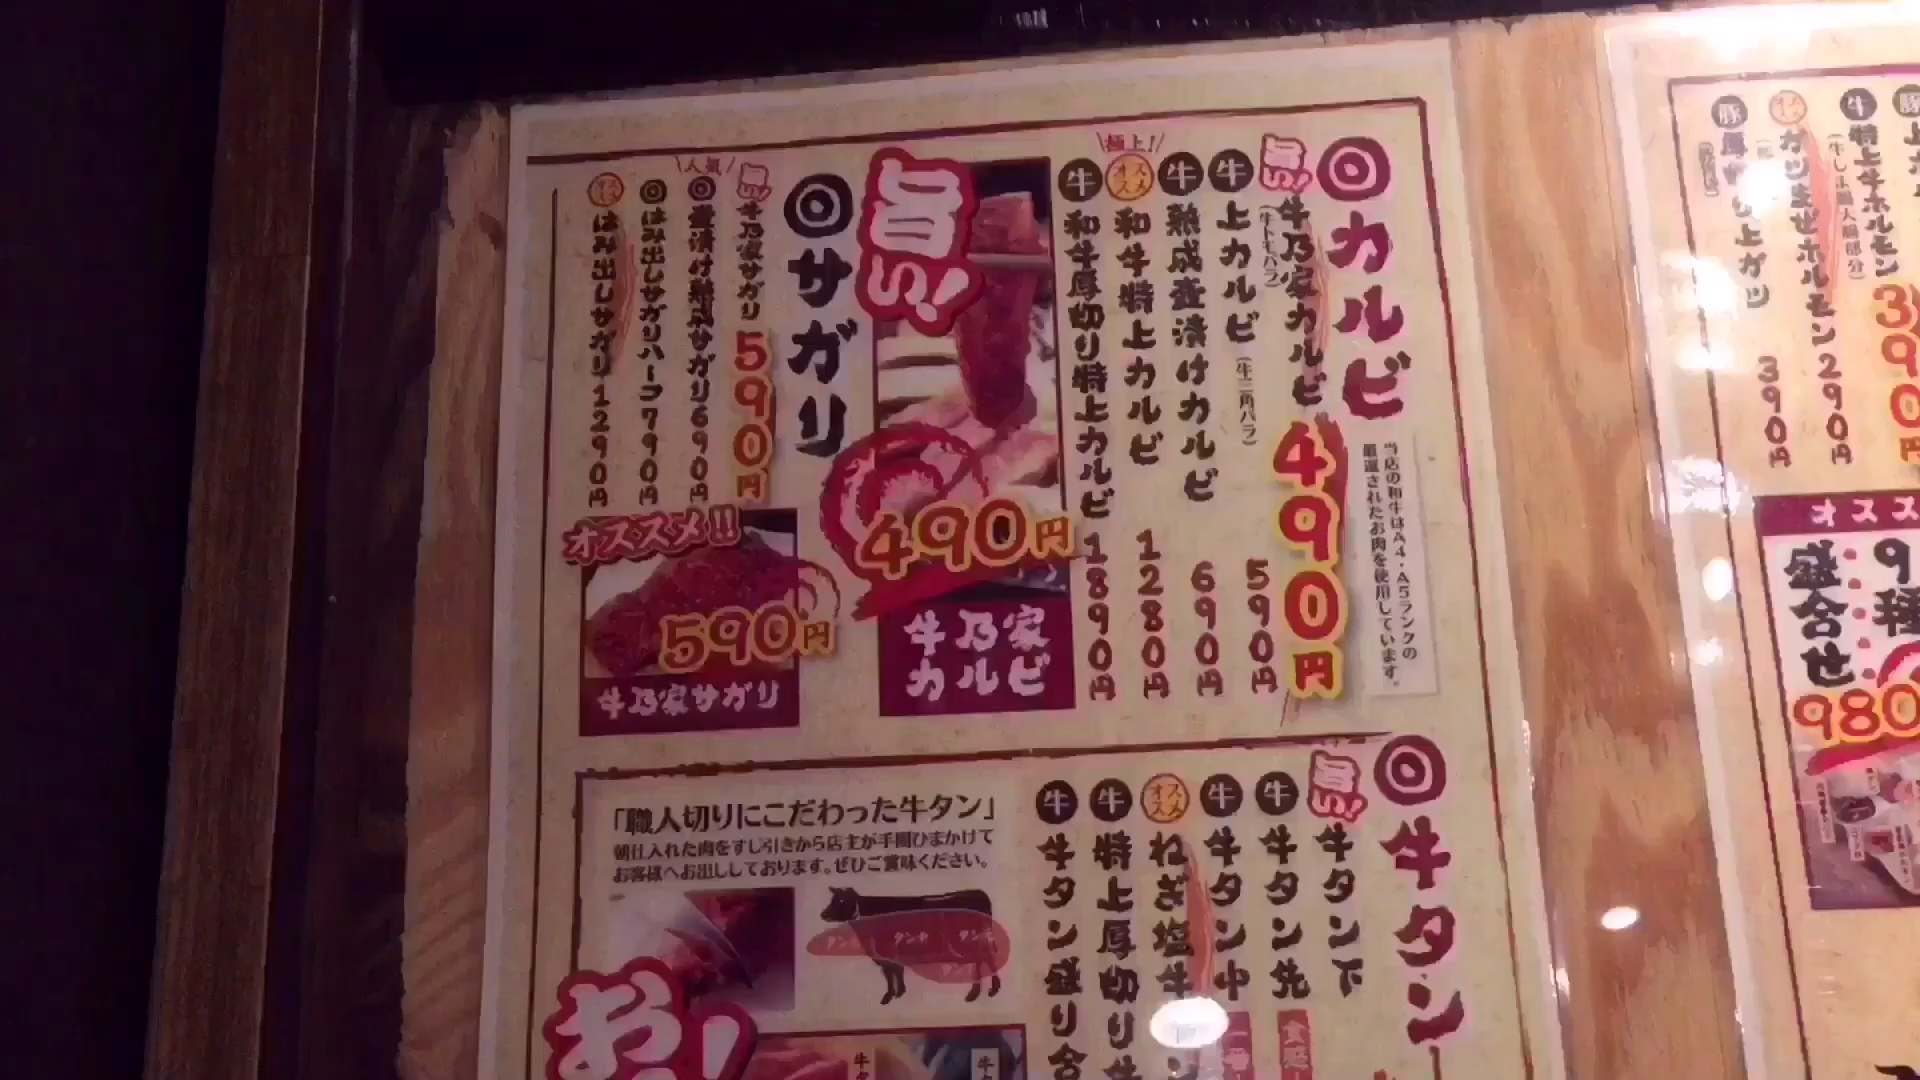 ◎カルビ
当店の和牛はA4・A5ランクの
厳選されたお肉を使用しています。
旨い!
牛乃家カルビ 490円
牛 上カルビ (牛三角バラ) 590円
牛 熟成壺漬けカルビ 690円
極上!
オススメ 和牛特上カルビ 1280円
牛 和牛厚切り特上カルビ 1890円
旨い!
490円
牛乃家
カルビ
◎サガリ
旨い!
牛乃家サガリ 590円
人気
◎壺漬け熟成サガリ 690円
◎はみ出しサガリハーフ 790円
オススメ はみ出しサガリ 1290円
オススメ!!
590円
牛乃家サガリ
◎牛タン
旨い!
牛タン下
牛 牛タン先
牛 牛タン中
オススメ ねぎ塩牛
牛 特上厚切り牛
牛 牛タン盛り合
「職人切りにこだわった牛タン」
朝仕入れた肉をすじ引きから店主が手間ひまかけて
お客様へお出ししております。ぜひご賞味ください。
タン中
牛 特上牛ホルモン 390円
(牛しま腸人腸部分)
オススメ ガツまぜホルモン 290円
豚 上ガツ 390円
オスス
9種
盛合せ
980